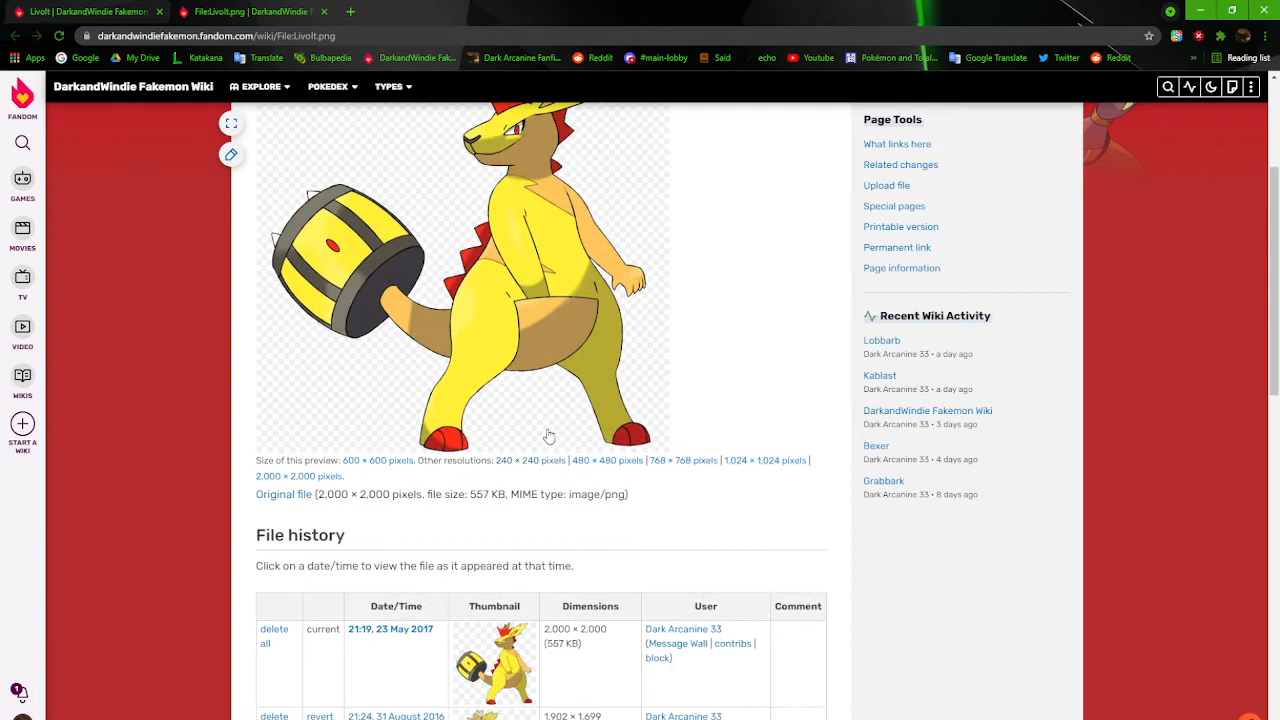 Livolt | DarkandWindie Fakemon
File:Livolt.png | DarkandWindie F
darkandwindiefakemon.fandom.com/wiki/File:Livolt.png
Apps Google My Drive Katakana Translate Bulbapedia DarkandWindie Fak... Dark Arcanine Fanfi... Reddit #main-lobby Said echo Youtube Pokémon and Total... Google Translate Twitter Reddit » Reading list
DarkandWindie Fakemon Wiki EXPLORE POKEDEX TYPES
FANDOM
GAMES
MOVIES
TV
VIDEO
WIKIS
START A
WIKI
1
Page Tools
What links here
Related changes
Upload file
Special pages
Printable version
Permanent link
Page information
Recent Wiki Activity
Lobbarb
Dark Arcanine 33 • a day ago
Kablast
Dark Arcanine 33 • a day ago
DarkandWindie Fakemon Wiki
Dark Arcanine 33 • 3 days ago
Bexer
Dark Arcanine 33 • 4 days ago
Grabbark
Dark Arcanine 33 • 8 days ago
Size of this preview: 600 × 600 pixels. Other resolutions: 240 × 240 pixels | 480 × 480 pixels | 768 × 768 pixels | 1,024 × 1,024 pixels |
2,000 × 2,000 pixels.
Original file (2,000 × 2,000 pixels, file size: 557 KB, MIME type: image/png)
File history
Click on a date/time to view the file as it appeared at that time.
Date/Time Thumbnail Dimensions User Comment
delete all current 21:19, 23 May 2017 2,000 × 2,000 (557 KB) Dark Arcanine 33 (Message Wall | contribs | block)
delete revert 21:24, 31 August 2016 1,902 × 1,699 Dark Arcanine 33